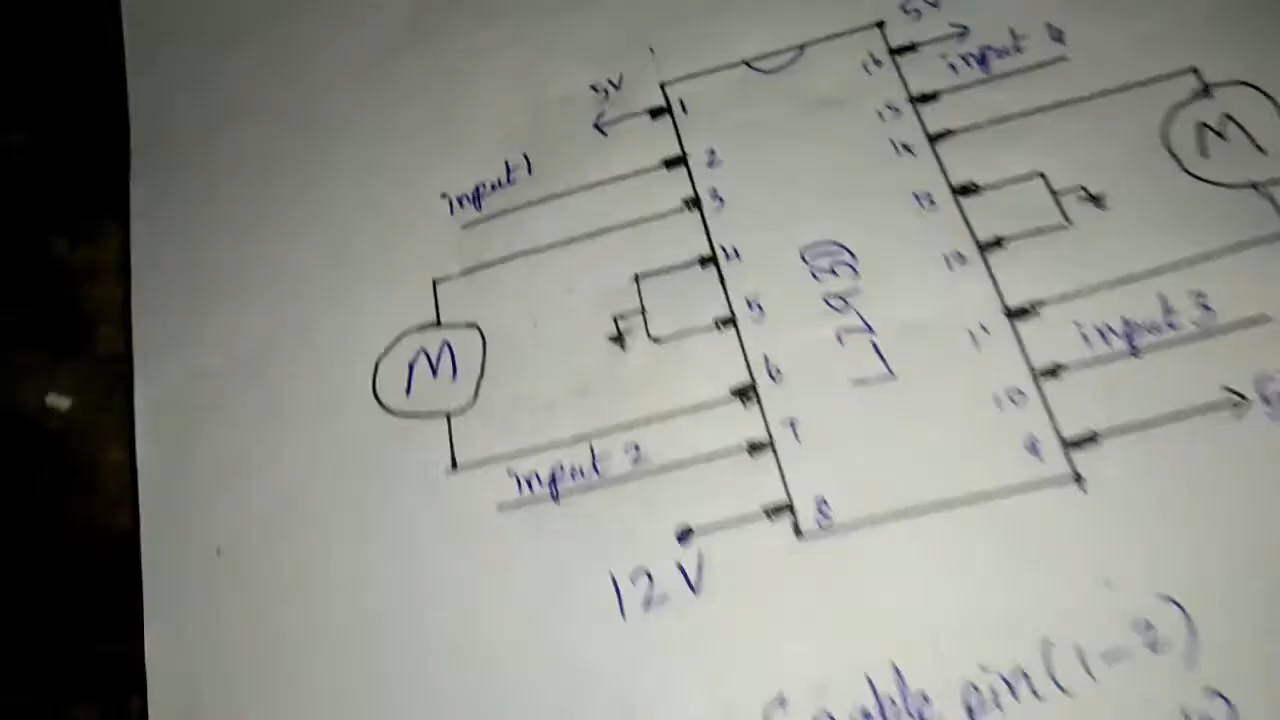 5V
5V
1
16
input 4
input 1
2
15
3
14
4
13
M
M
5
12
L293D
6
11
input 3
input 2
7
10
8
9
12V
Enable pin (1-2)